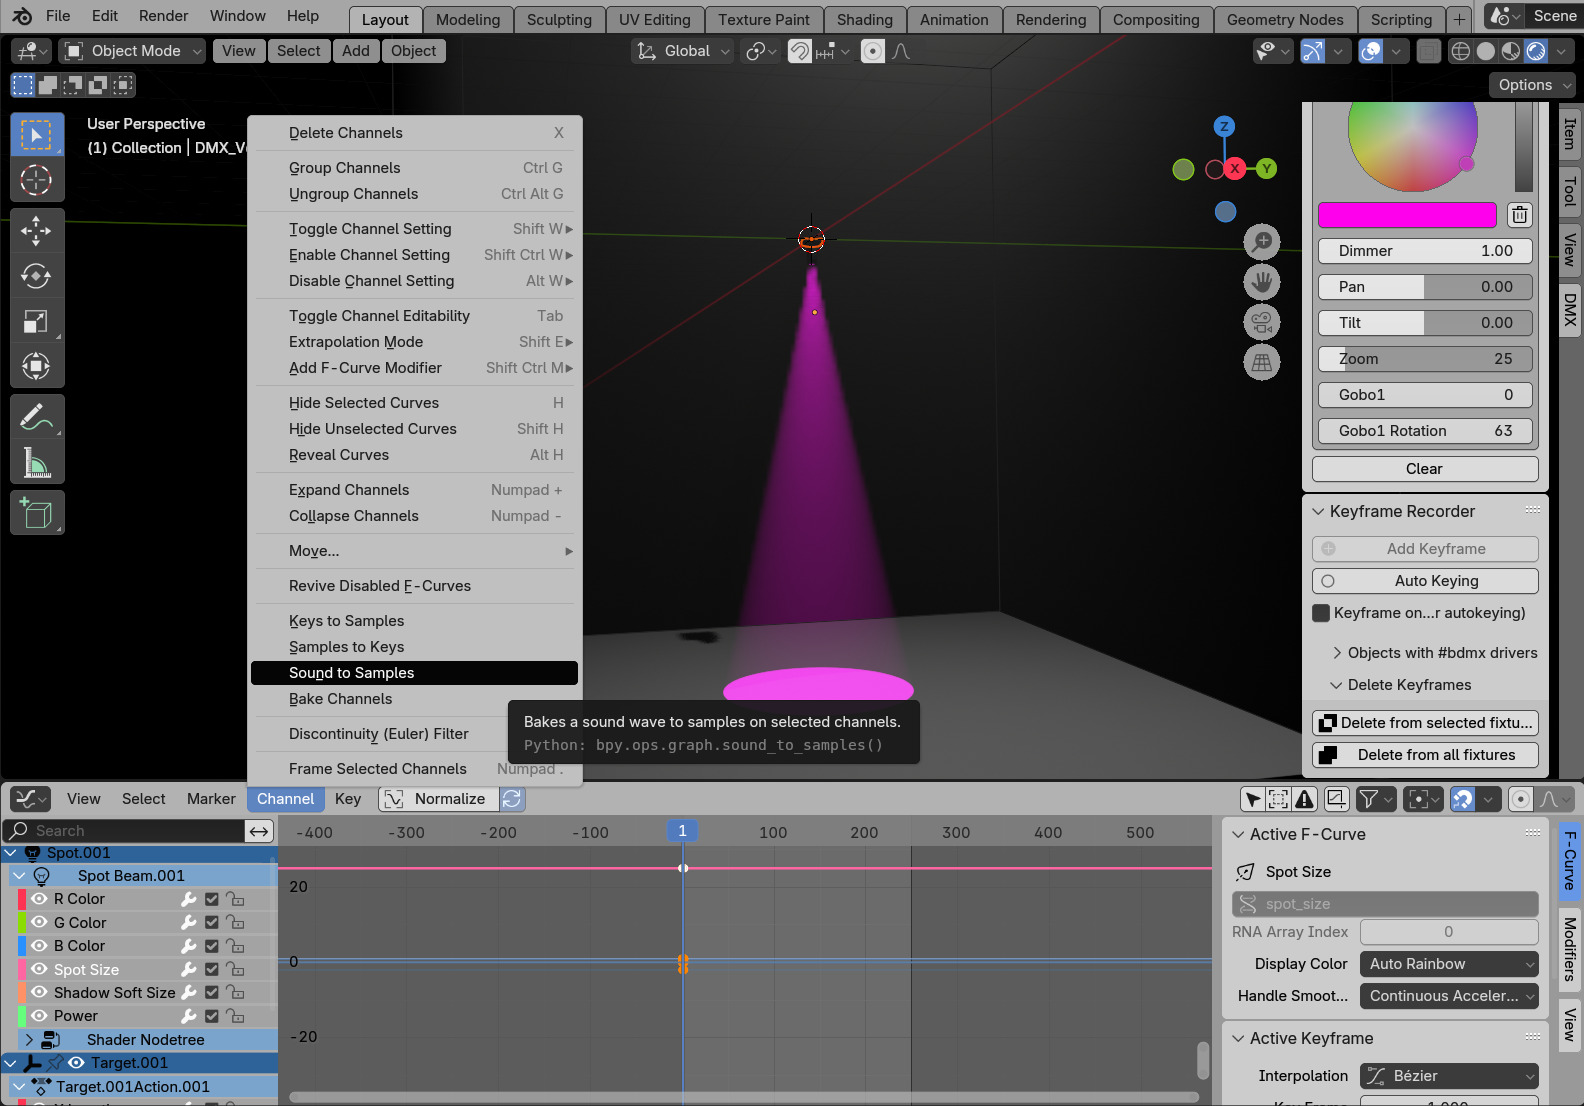 File Edit Render Window Help Layout Modeling Sculpting UV Editing Texture Paint Shading Animation Rendering Compositing Geometry Nodes Scripting + Scene
Object Mode View Select Add Object Global
Options
User Perspective
(1) Collection | DMX_V
Delete Channels X
Group Channels Ctrl G
Ungroup Channels Ctrl Alt G
Toggle Channel Setting Shift W
Enable Channel Setting Shift Ctrl W
Disable Channel Setting Alt W
Toggle Channel Editability Tab
Extrapolation Mode Shift E
Add F-Curve Modifier Shift Ctrl M
Hide Selected Curves H
Hide Unselected Curves Shift H
Reveal Curves Alt H
Expand Channels Numpad +
Collapse Channels Numpad -
Move...
Revive Disabled F-Curves
Keys to Samples
Samples to Keys
Sound to Samples
Bake Channels
Discontinuity (Euler) Filter
Frame Selected Channels Numpad .
Bakes a sound wave to samples on selected channels.
Python: bpy.ops.graph.sound_to_samples()
Z
X
Y
Item
Tool
View
DMX
Dimmer 1.00
Pan 0.00
Tilt 0.00
Zoom 25
Gobo1 0
Gobo1 Rotation 63
Clear
Keyframe Recorder
Add Keyframe
Auto Keying
Keyframe on...r autokeying)
Objects with #bdmx drivers
Delete Keyframes
Delete from selected fixtu...
Delete from all fixtures
View Select Marker Channel Key Normalize
Search
-400 -300 -200 -100 1 100 200 300 400 500
20
0
-20
Spot.001
Spot Beam.001
R Color
G Color
B Color
Spot Size
Shadow Soft Size
Power
Shader Nodetree
Target.001
Target.001Action.001
Active F-Curve
Spot Size
spot_size
RNA Array Index 0
Display Color Auto Rainbow
Handle Smoot... Continuous Acceler...
Active Keyframe
Interpolation Bézier
F-Curve
Modifiers
View